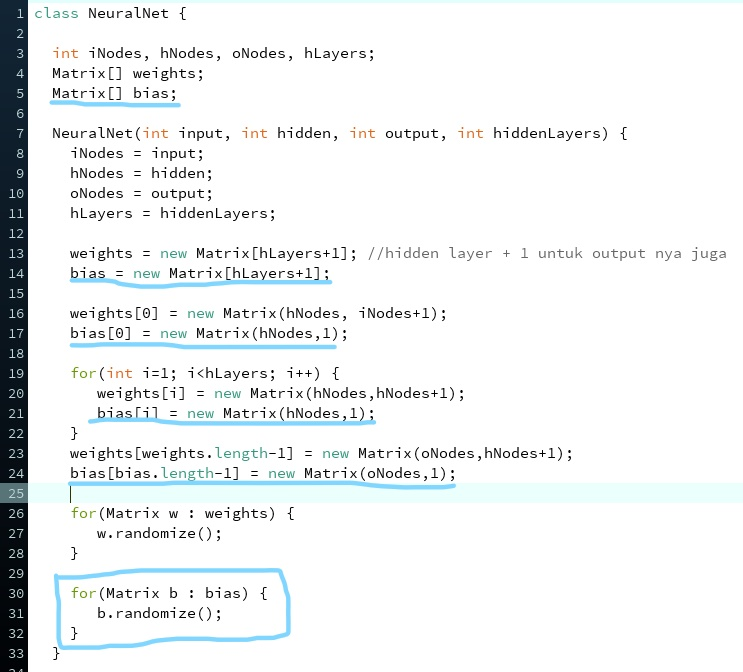 1 class NeuralNet {
2
3 int iNodes, hNodes, oNodes, hLayers;
4 Matrix[] weights;
5 Matrix[] bias;
6
7 NeuralNet(int input, int hidden, int output, int hiddenLayers) {
8 iNodes = input;
9 hNodes = hidden;
10 oNodes = output;
11 hLayers = hiddenLayers;
12
13 weights = new Matrix[hLayers+1]; //hidden layer + 1 untuk output nya juga
14 bias = new Matrix[hLayers+1];
15
16 weights[0] = new Matrix(hNodes, iNodes+1);
17 bias[0] = new Matrix(hNodes,1);
18
19 for(int i=1; i<hLayers; i++) {
20 weights[i] = new Matrix(hNodes,hNodes+1);
21 bias[i] = new Matrix(hNodes,1);
22 }
23 weights[weights.length-1] = new Matrix(oNodes,hNodes+1);
24 bias[bias.length-1] = new Matrix(oNodes,1);
25
26 for(Matrix w : weights) {
27 w.randomize();
28 }
29
30 for(Matrix b : bias) {
31 b.randomize();
32 }
33 }